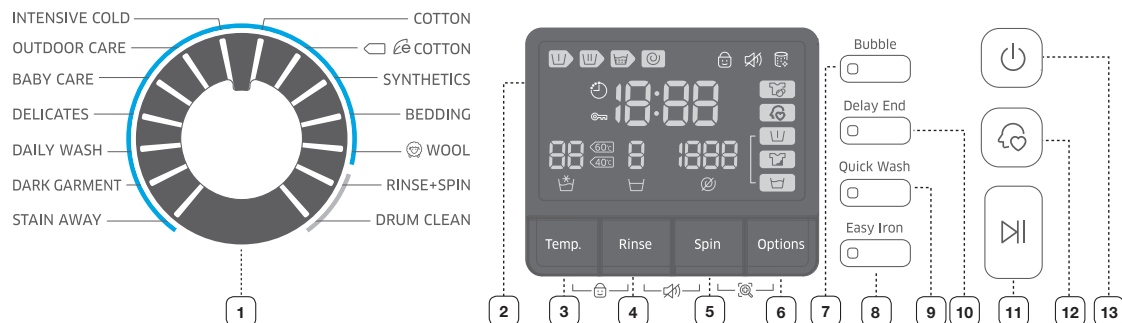 INTENSIVE COLD
OUTDOOR CARE
BABY CARE
DELICATES
DAILY WASH
DARK GARMENT
STAIN AWAY
COTTON
COTTON
SYNTHETICS
BEDDING
WOOL
RINSE+SPIN
DRUM CLEAN
18:88
88 60℃ 8 1888
40℃
Temp. Rinse Spin Options
Bubble
Delay End
Quick Wash
Easy Iron
1 2 3 4 5 6 7 8 9 10 11 12 13